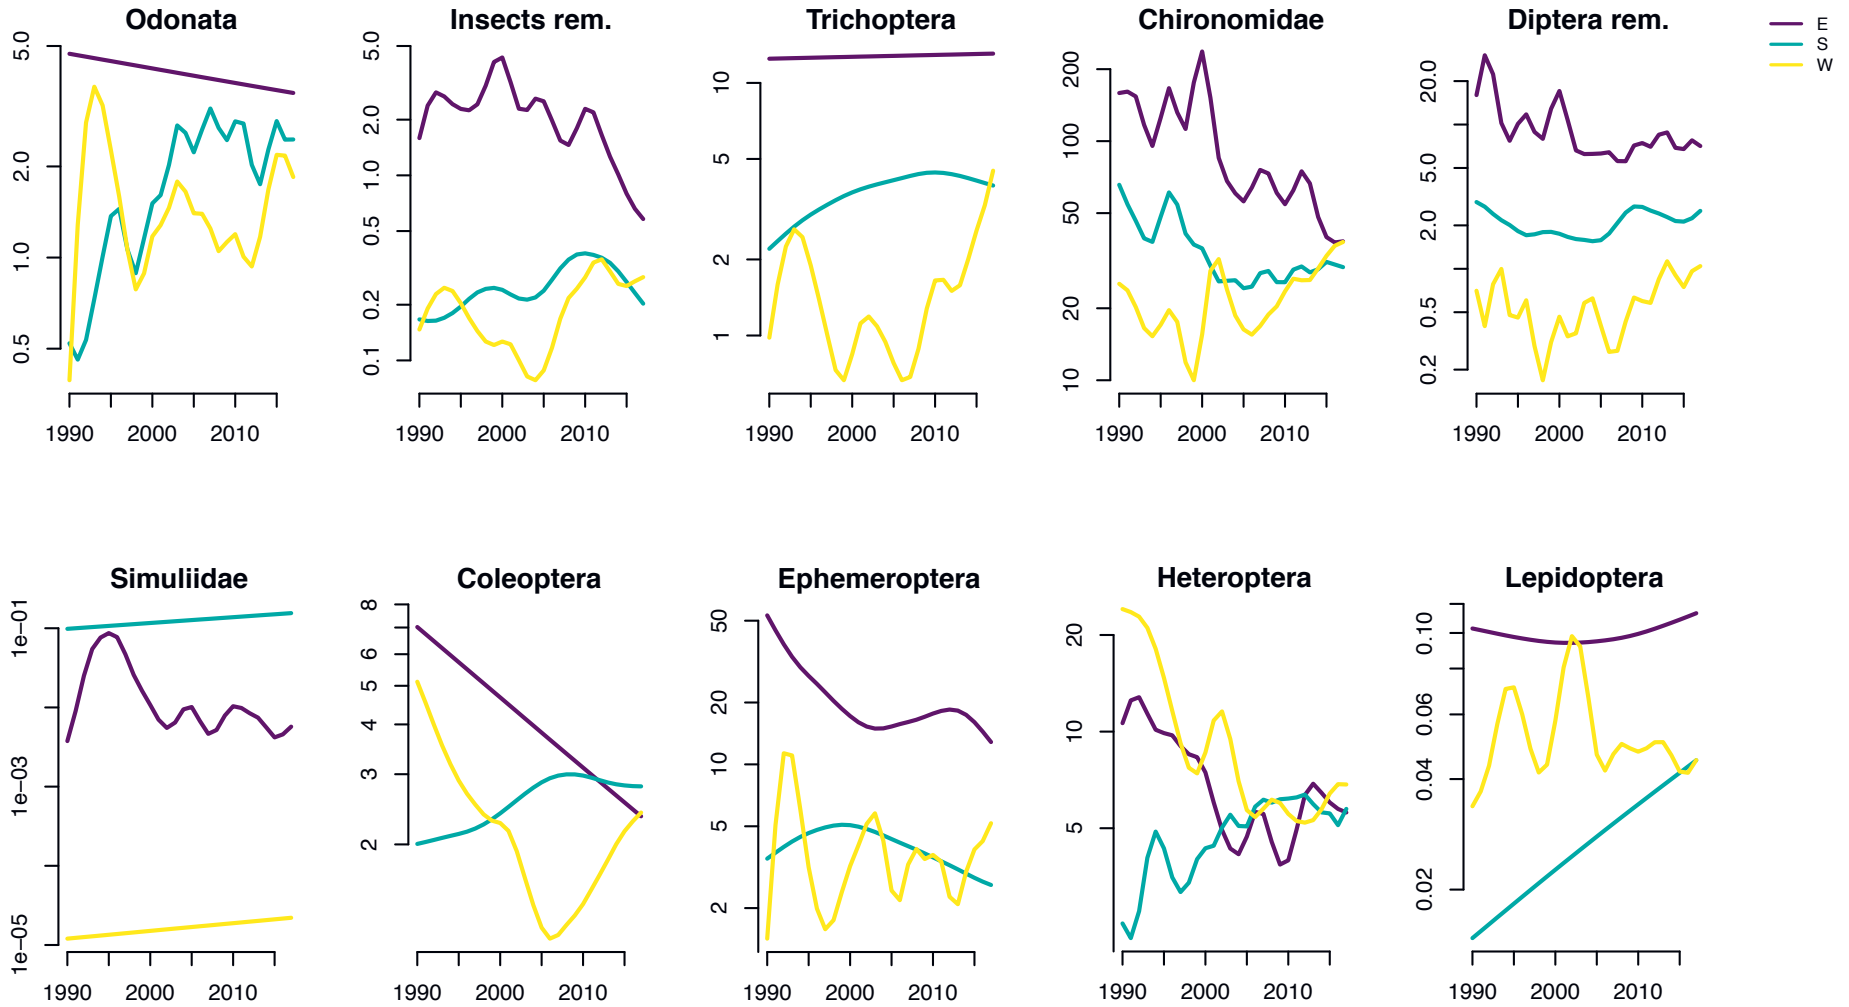 Odonata Insects rem. Trichoptera Chironomidae Diptera rem.
E
S
W
5.0
2.0
1.0
0.5
1990 2000 2010
5.0
2.0
1.0
0.5
0.2
0.1
1990 2000 2010
10
5
2
1
1990 2000 2010
200
100
50
20
10
1990 2000 2010
20.0
5.0
2.0
0.5
0.2
1990 2000 2010
Simuliidae Coleoptera Ephemeroptera Heteroptera Lepidoptera
1e−01
1e−03
1e−05
1990 2000 2010
8
6
5
4
3
2
1990 2000 2010
50
20
10
5
2
1990 2000 2010
20
10
5
1990 2000 2010
0.10
0.06
0.04
0.02
1990 2000 2010